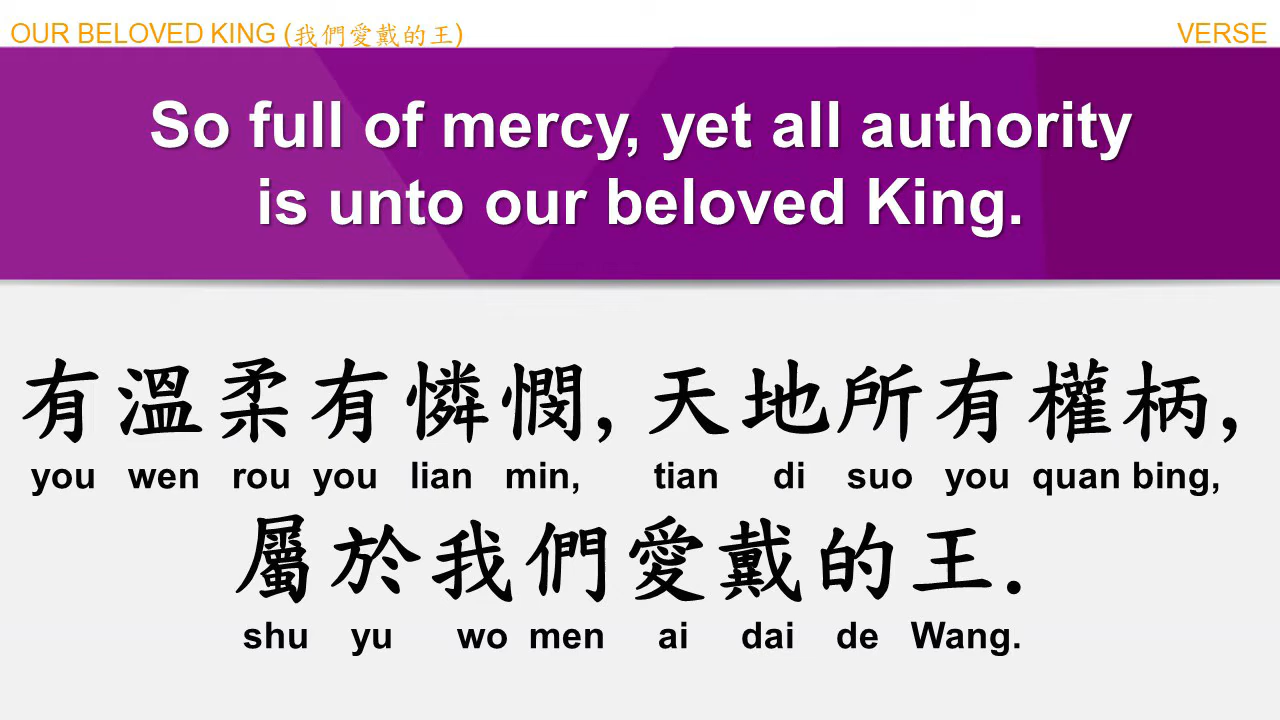 OUR BELOVED KING (我們愛戴的王)
VERSE
So full of mercy, yet all authority
is unto our beloved King.
有溫柔有憐憫, 天地所有權柄,
you wen rou you lian min, tian di suo you quan bing,
屬於我們愛戴的王.
shu yu wo men ai dai de Wang.